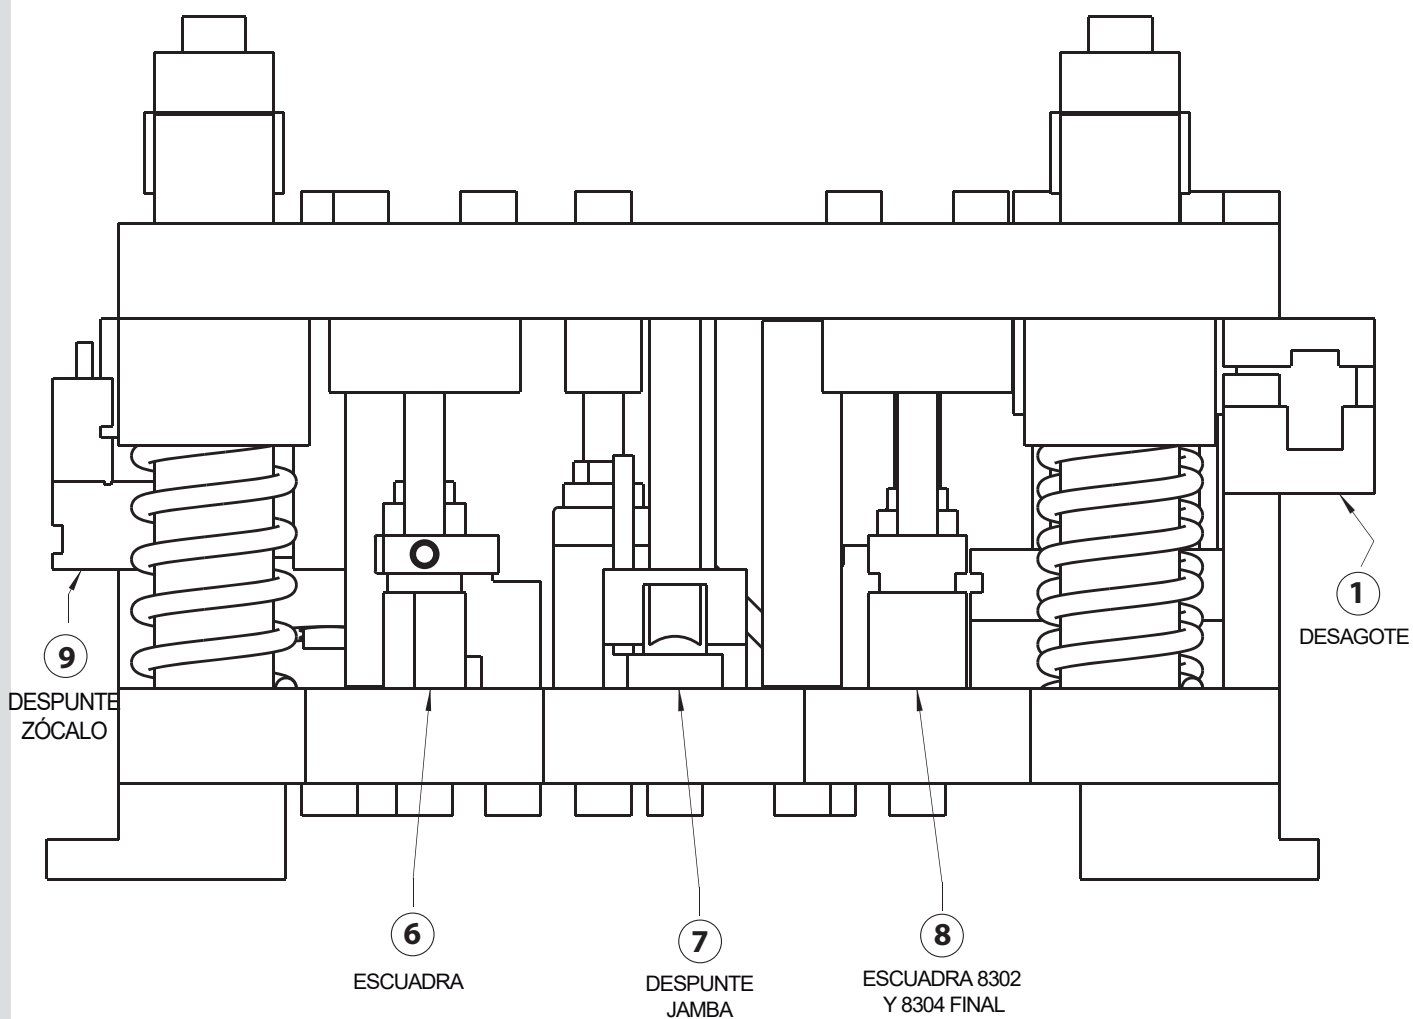 1
DESAGOTE
9
DESPUNTE
ZÓCALO
6
ESCUADRA
7
DESPUNTE
JAMBA
8
ESCUADRA 8302
Y 8304 FINAL